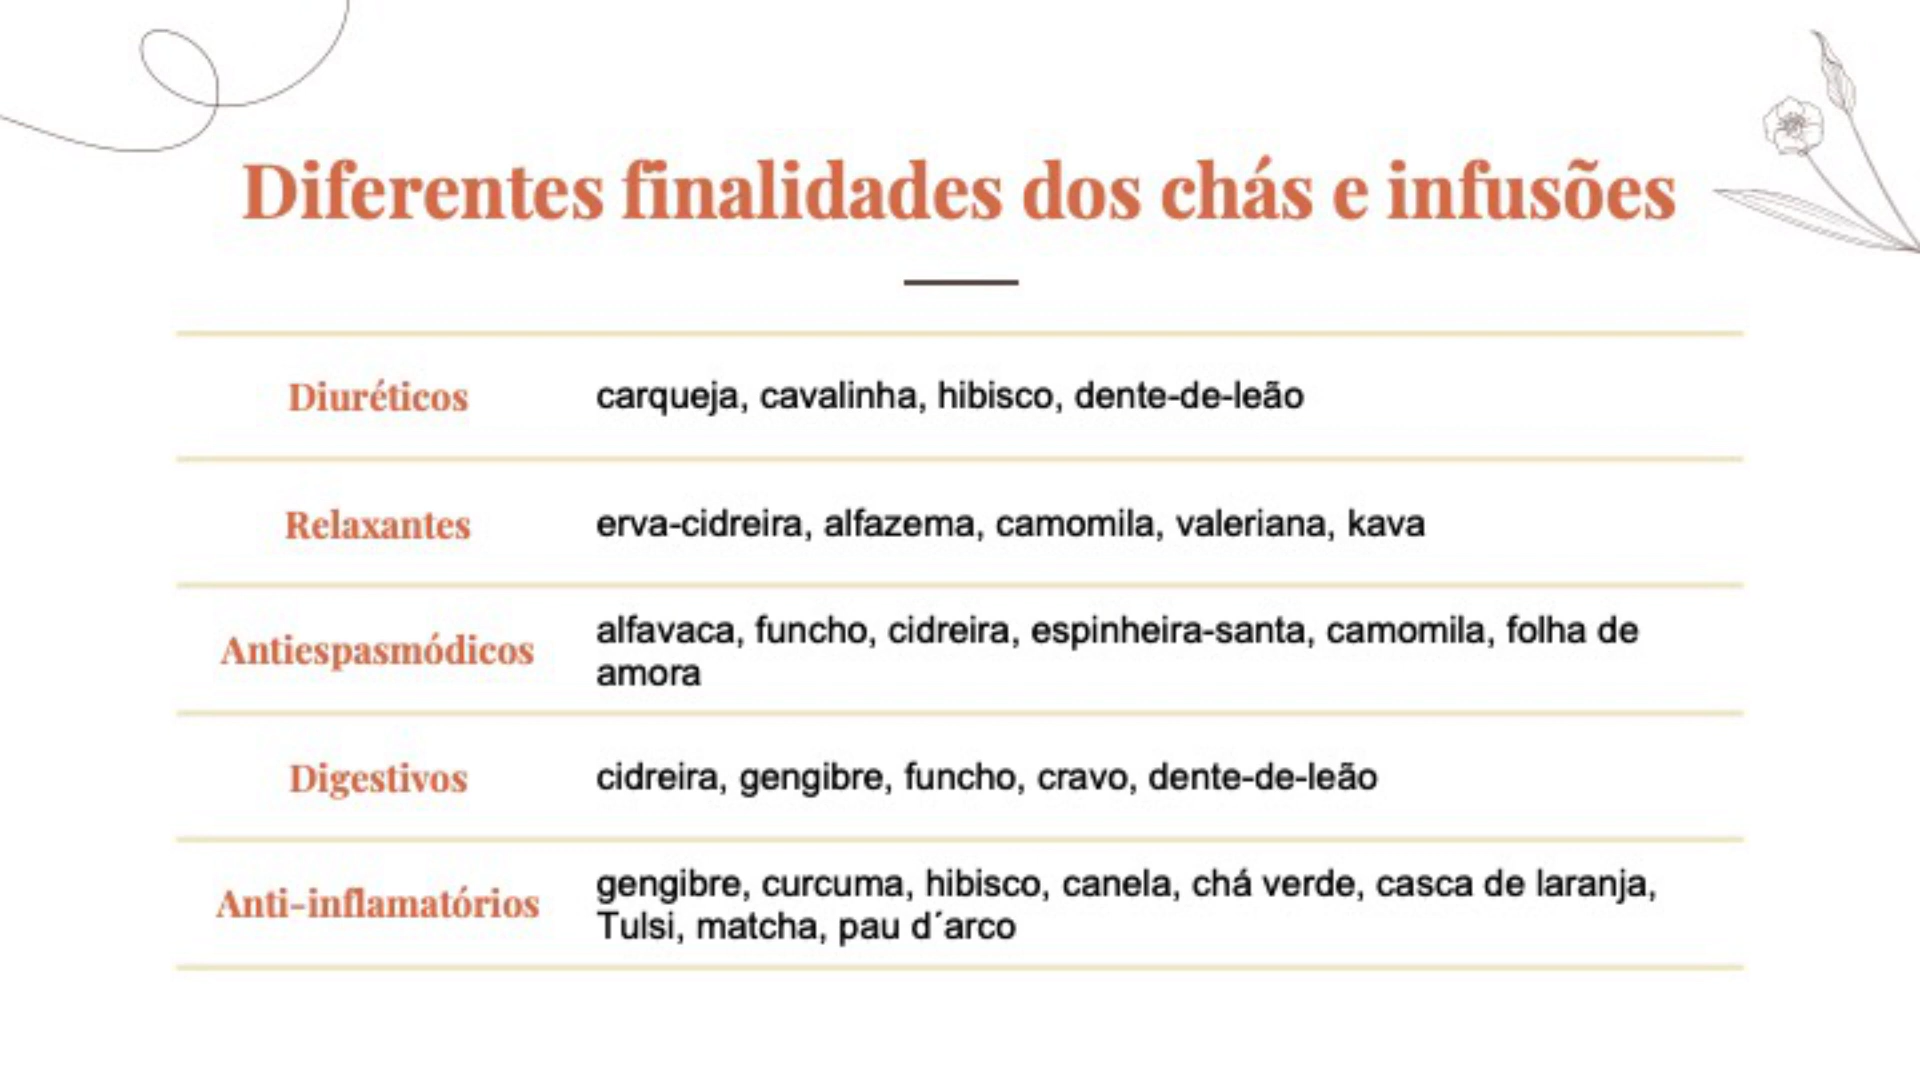 Diferentes finalidades dos chás e infusões
Diuréticos
carqueja, cavalinha, hibisco, dente-de-leão
Relaxantes
erva-cidreira, alfazema, camomila, valeriana, kava
Antiespasmódicos
alfavaca, funcho, cidreira, espinheira-santa, camomila, folha de
amora
Digestivos
cidreira, gengibre, funcho, cravo, dente-de-leão
Anti-inflamatórios
gengibre, curcuma, hibisco, canela, chá verde, casca de laranja,
Tulsi, matcha, pau d´arco